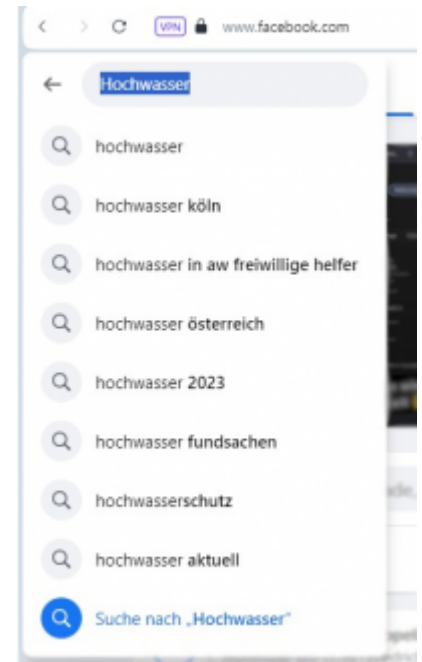 VPN www.facebook.com
Hochwasser
hochwasser
hochwasser köln
hochwasser in aw freiwillige helfer
hochwasser österreich
hochwasser 2023
hochwasser fundsachen
hochwasserschutz
hochwasser aktuell
Suche nach „Hochwasser“